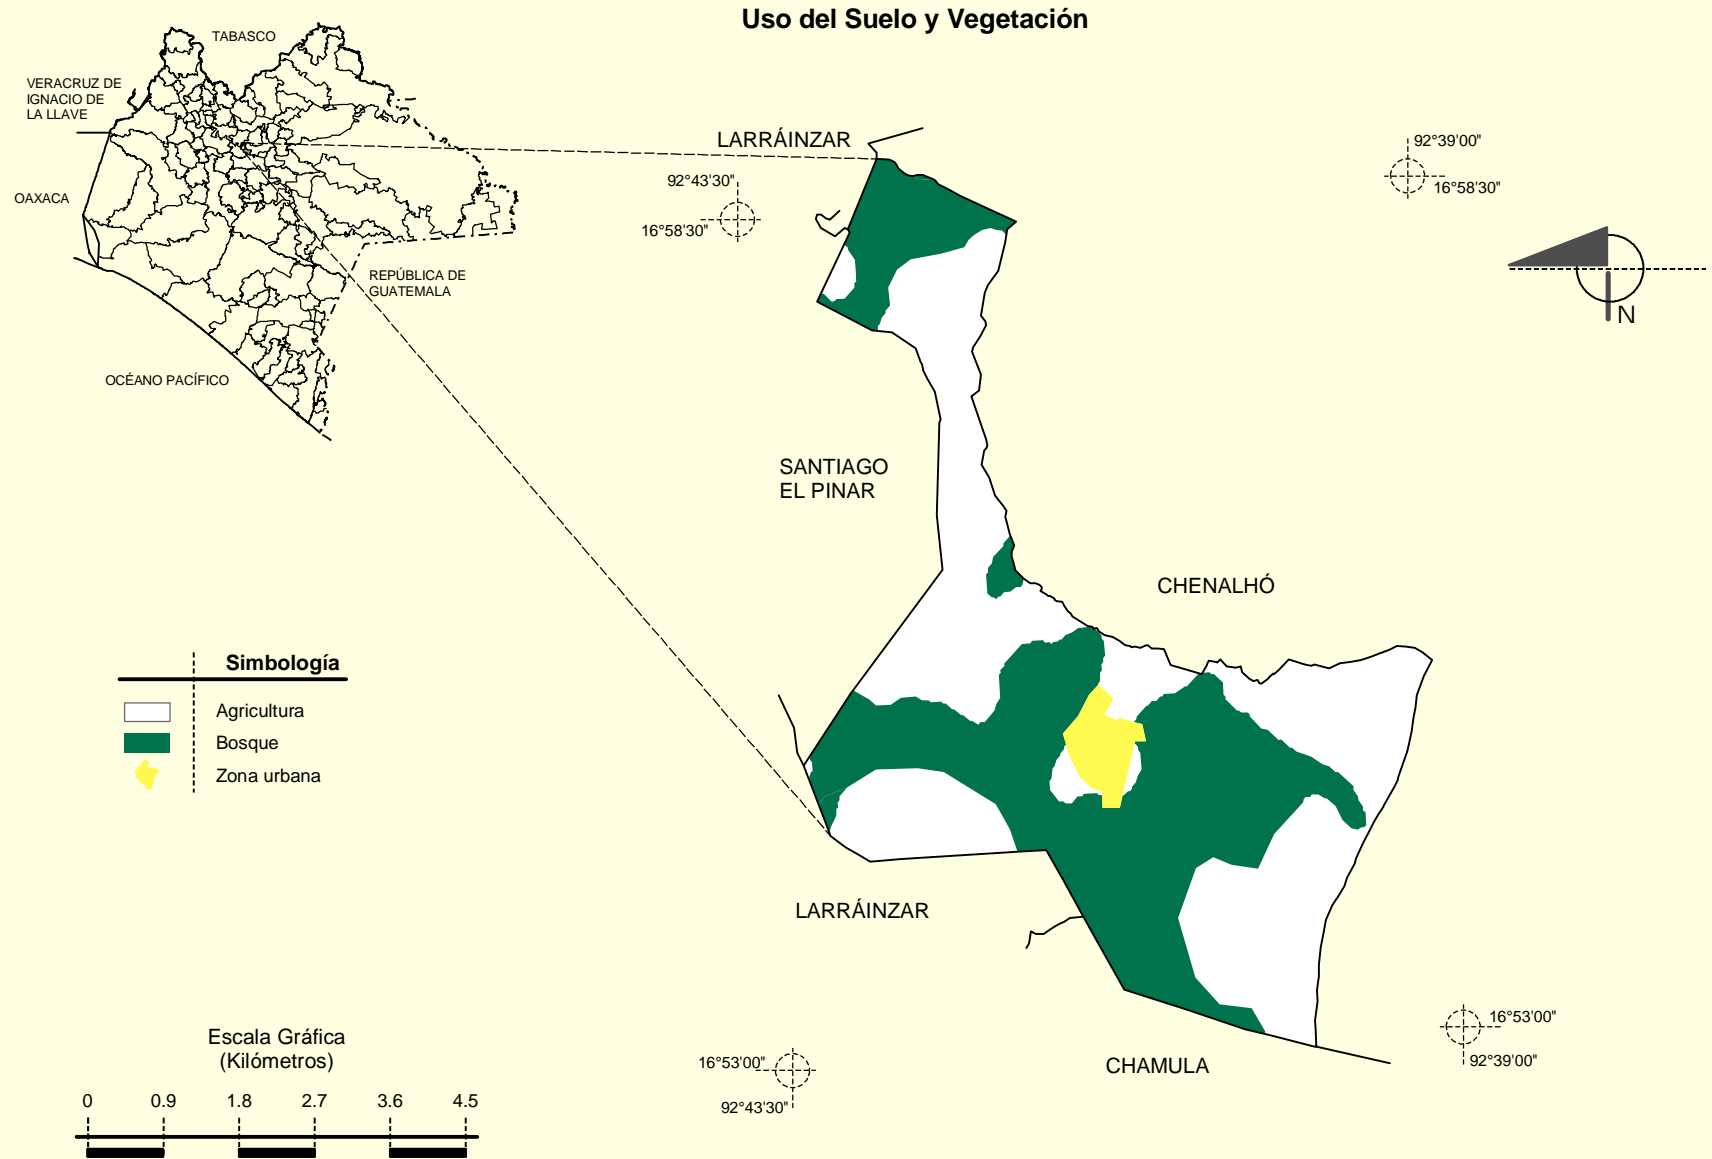 Uso del Suelo y Vegetación
TABASCO
VERACRUZ DE
IGNACIO DE
LA LLAVE
OAXACA
REPÚBLICA DE
GUATEMALA
OCÉANO PACÍFICO
LARRÁINZAR
92°43'30"
16°58'30"
92°39'00"
16°58'30"
N
SANTIAGO
EL PINAR
CHENALHÓ
Simbología
Agricultura
Bosque
Zona urbana
LARRÁINZAR
CHAMULA
16°53'00"
92°43'30"
16°53'00"
92°39'00"
Escala Gráfica
(Kilómetros)
0 0.9 1.8 2.7 3.6 4.5